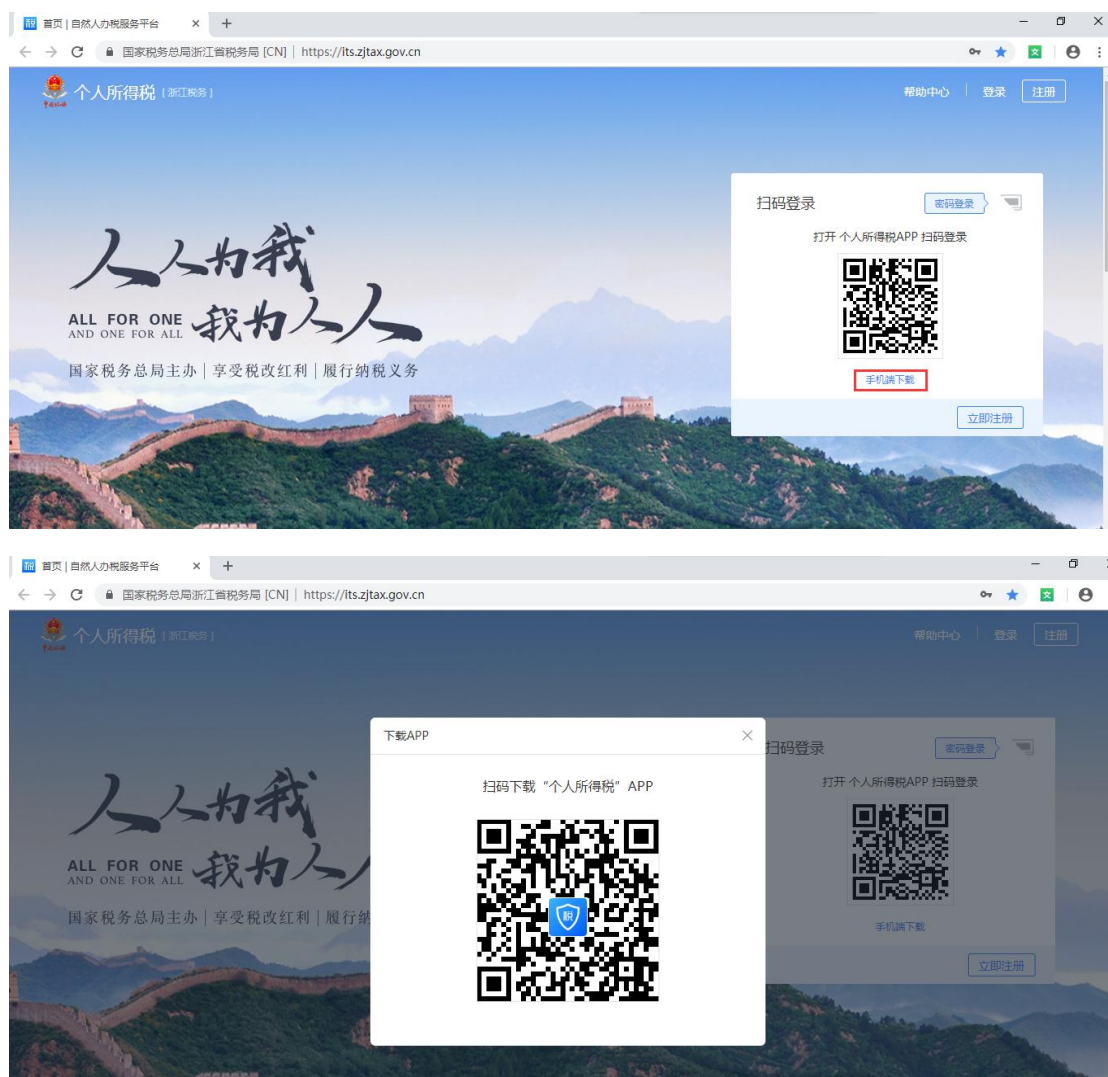 首页 | 自然人办税服务平台
国家税务总局浙江省税务局 [CN] | https://its.zjtax.gov.cn
个人所得税 [ 浙江税务 ]
帮助中心 登录 注册
扫码登录 密码登录
打开 个人所得税APP 扫码登录
人人为我
ALL FOR ONE
AND ONE FOR ALL
我为人人
国家税务总局主办 | 享受税改红利 | 履行纳税义务
手机端下载
立即注册
首页 | 自然人办税服务平台
国家税务总局浙江省税务局 [CN] | https://its.zjtax.gov.cn
个人所得税 [ 浙江税务 ]
帮助中心 登录 注册
下载APP
扫码登录 密码登录
扫码下载“个人所得税”APP
打开 个人所得税APP 扫码登录
人人为我
ALL FOR ONE
AND ONE FOR ALL
我为人
税
国家税务总局主办 | 享受税改红利 | 履行纳
手机端下载
立即注册